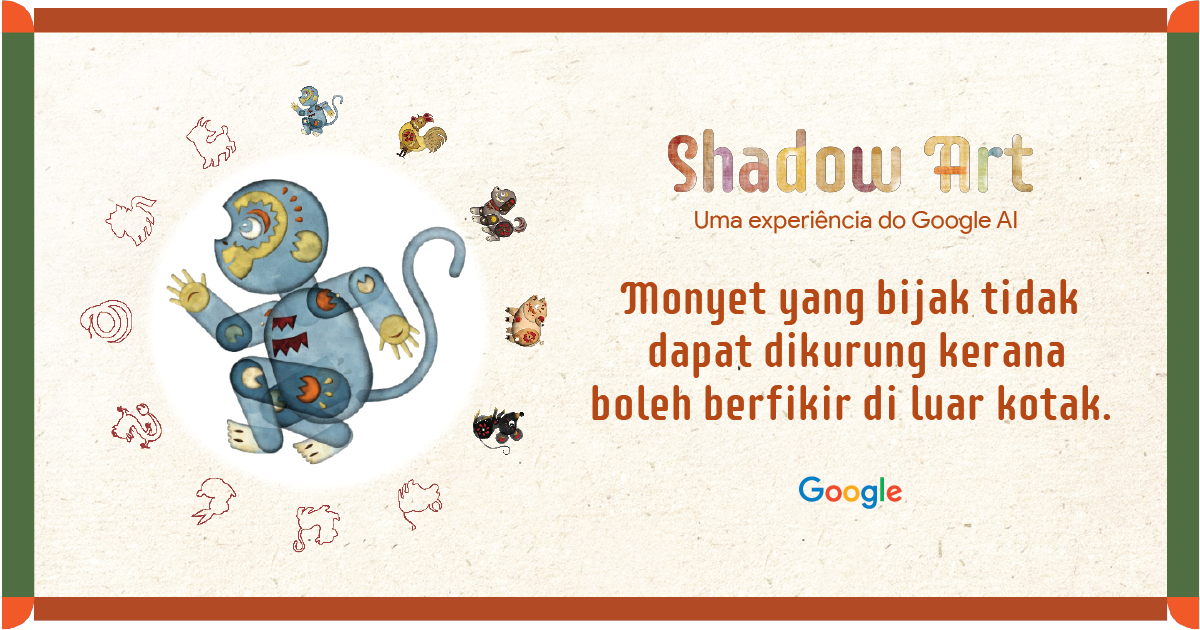 Shadow Art
Uma experiência do Google AI
Monyet yang bijak tidak
dapat dikurung kerana
boleh berfikir di luar kotak.
Google